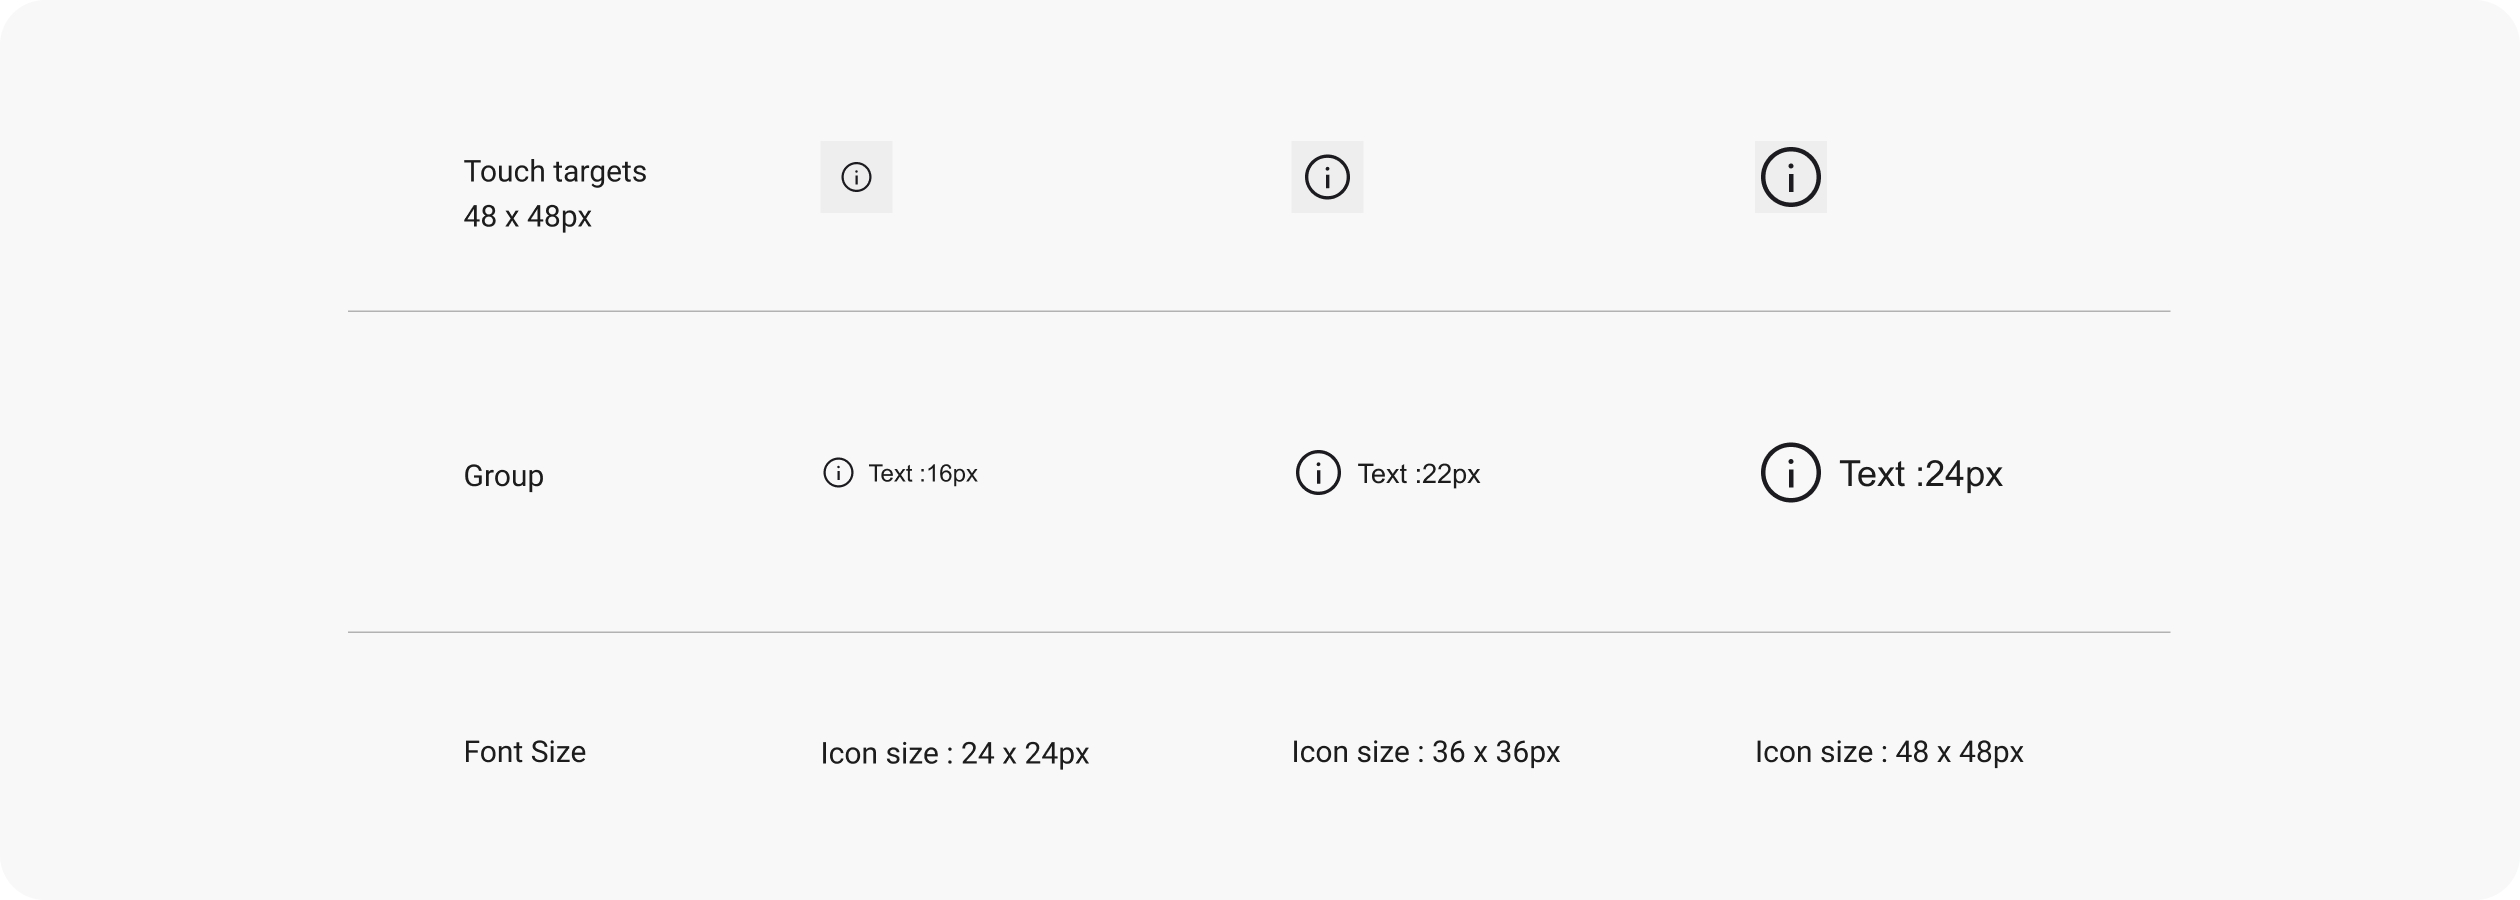 Touch targets
48 x 48px
Group
Text :16px
Text :22px
Text :24px
Font Size
Icon size : 24 x 24px
Icon size : 36 x 36px
Icon size : 48 x 48px